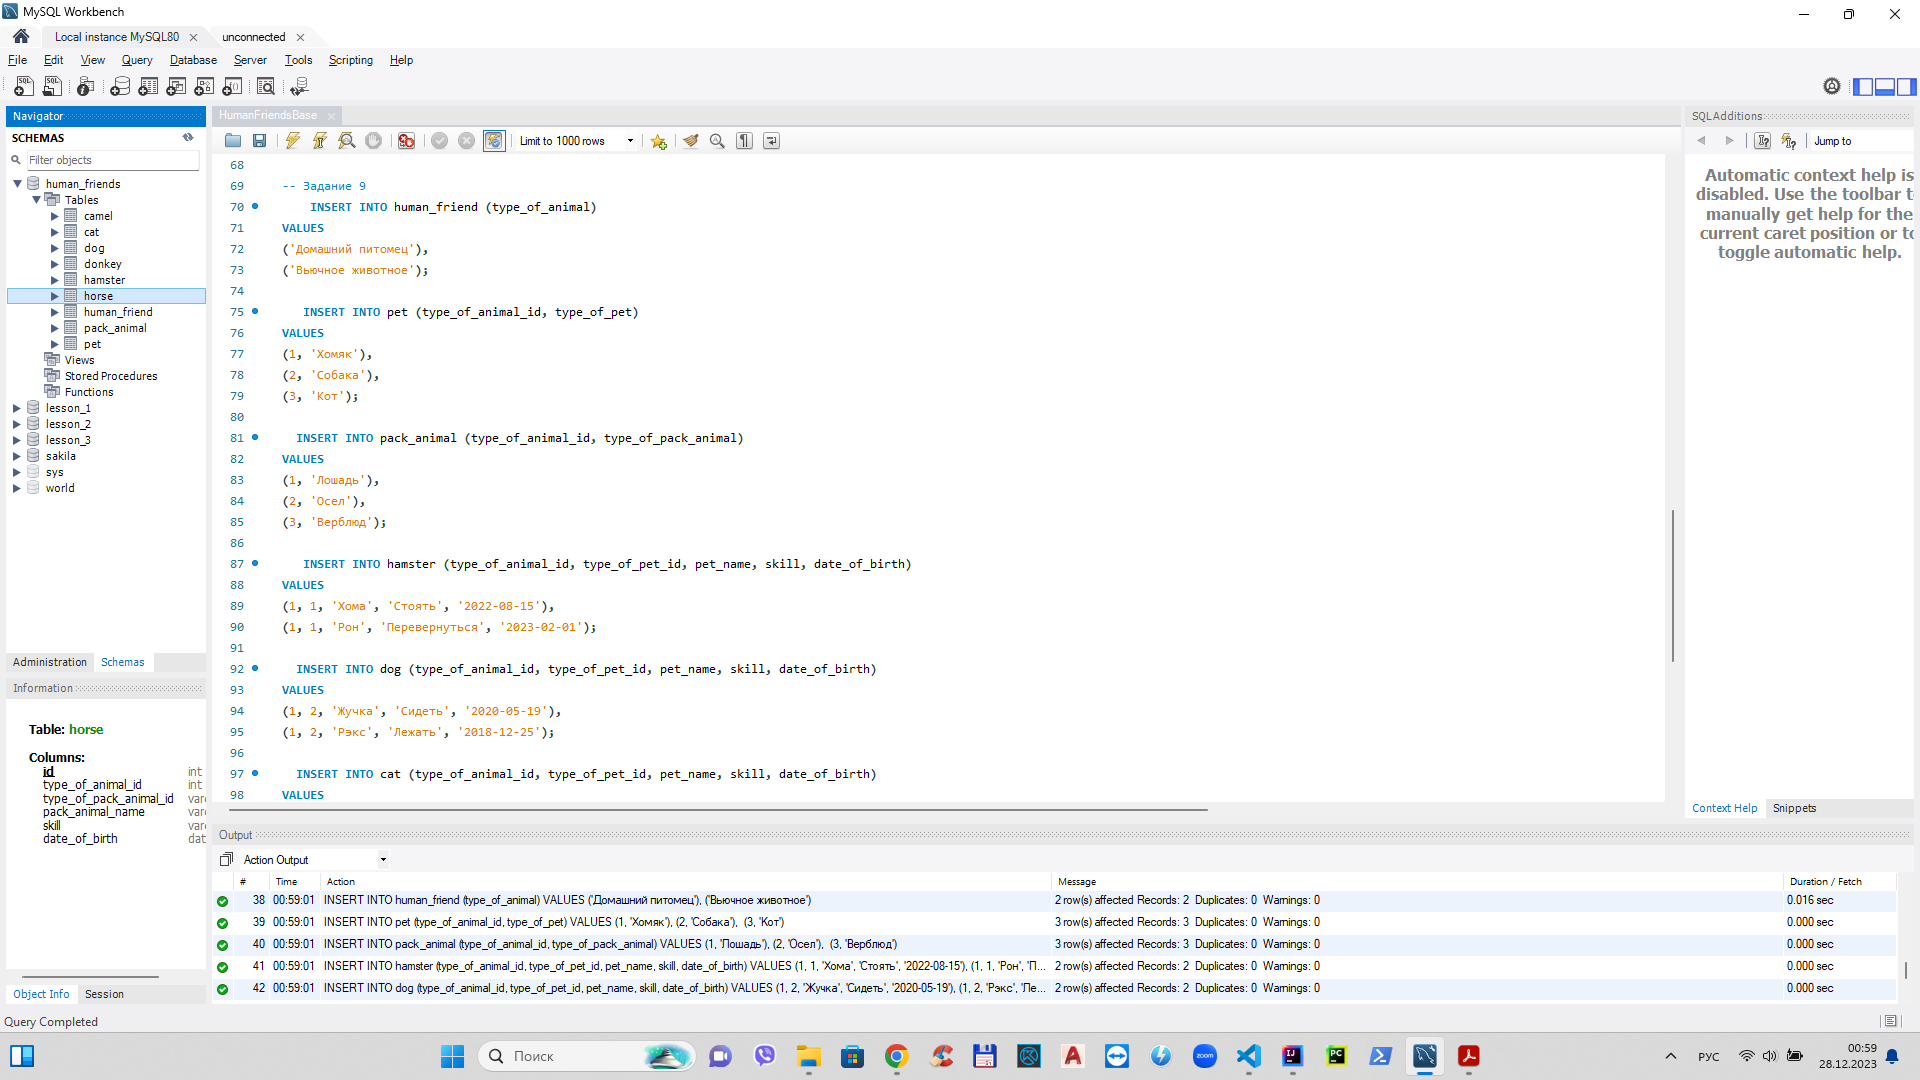 MySQL Workbench
Local instance MySQL80
unconnected
File Edit View Query Database Server Tools Scripting Help
Navigator
SCHEMAS
Filter objects
human_friends
Tables
camel
cat
dog
donkey
hamster
horse
human_friend
pack_animal
pet
Views
Stored Procedures
Functions
lesson_1
lesson_2
lesson_3
sakila
sys
world
Administration Schemas
Information
Table: horse
Columns:
id int
type_of_animal_id int
type_of_pack_animal_id varc
pack_animal_name varc
skill varc
date_of_birth dat
Object Info Session
HumanFriendsBase
Limit to 1000 rows
68
69 -- Задание 9
70 INSERT INTO human_friend (type_of_animal)
71 VALUES
72 ('Домашний питомец'),
73 ('Вьючное животное');
74
75 INSERT INTO pet (type_of_animal_id, type_of_pet)
76 VALUES
77 (1, 'Хомяк'),
78 (2, 'Собака'),
79 (3, 'Кот');
80
81 INSERT INTO pack_animal (type_of_animal_id, type_of_pack_animal)
82 VALUES
83 (1, 'Лошадь'),
84 (2, 'Осел'),
85 (3, 'Верблюд');
86
87 INSERT INTO hamster (type_of_animal_id, type_of_pet_id, pet_name, skill, date_of_birth)
88 VALUES
89 (1, 1, 'Хома', 'Стоять', '2022-08-15'),
90 (1, 1, 'Рон', 'Перевернуться', '2023-02-01');
91
92 INSERT INTO dog (type_of_animal_id, type_of_pet_id, pet_name, skill, date_of_birth)
93 VALUES
94 (1, 2, 'Жучка', 'Сидеть', '2020-05-19'),
95 (1, 2, 'Рэкс', 'Лежать', '2018-12-25');
96
97 INSERT INTO cat (type_of_animal_id, type_of_pet_id, pet_name, skill, date_of_birth)
98 VALUES
SQLAdditions
Jump to
Automatic context help is
disabled. Use the toolbar t
manually get help for the
current caret position or to
toggle automatic help.
Context Help Snippets
Output
Action Output
# Time Action Message Duration / Fetch
38 00:59:01 INSERT INTO human_friend (type_of_animal) VALUES ('Домашний питомец'), ('Вьючное животное') 2 row(s) affected Records: 2 Duplicates: 0 Warnings: 0 0.016 sec
39 00:59:01 INSERT INTO pet (type_of_animal_id, type_of_pet) VALUES (1, 'Хомяк'), (2, 'Собака'), (3, 'Кот') 3 row(s) affected Records: 3 Duplicates: 0 Warnings: 0 0.000 sec
40 00:59:01 INSERT INTO pack_animal (type_of_animal_id, type_of_pack_animal) VALUES (1, 'Лошадь'), (2, 'Осел'), (3, 'Верблюд') 3 row(s) affected Records: 3 Duplicates: 0 Warnings: 0 0.000 sec
41 00:59:01 INSERT INTO hamster (type_of_animal_id, type_of_pet_id, pet_name, skill, date_of_birth) VALUES (1, 1, 'Хома', 'Стоять', '2022-08-15'), (1, 1, 'Рон', 'П... 2 row(s) affected Records: 2 Duplicates: 0 Warnings: 0 0.000 sec
42 00:59:01 INSERT INTO dog (type_of_animal_id, type_of_pet_id, pet_name, skill, date_of_birth) VALUES (1, 2, 'Жучка', 'Сидеть', '2020-05-19'), (1, 2, 'Рэкс', 'Ле... 2 row(s) affected Records: 2 Duplicates: 0 Warnings: 0 0.000 sec
Query Completed
Поиск
zoom
РУС
00:59
28.12.2023